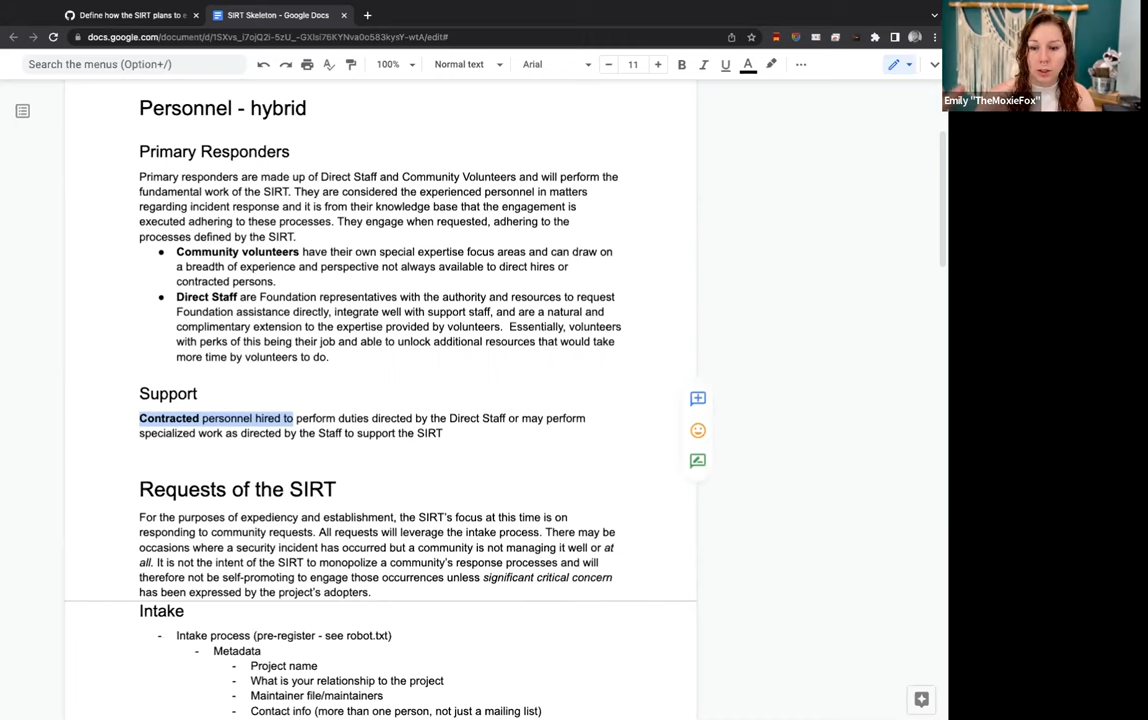 Define how the SIRT plans to e
SIRT Skeleton - Google Docs
docs.google.com/document/d/1SXvs_i7ojQ2i-5zU_-GXIsi76KYNva0o583kysY-wtA/edit#
Search the menus (Option+/)
100%
Normal text
Arial
11
B I U A
Emily "TheMoxieFox"
Personnel - hybrid
Primary Responders
Primary responders are made up of Direct Staff and Community Volunteers and will perform the
fundamental work of the SIRT. They are considered the experienced personnel in matters
regarding incident response and it is from their knowledge base that the engagement is
executed adhering to these processes. They engage when requested, adhering to the
processes defined by the SIRT.
● Community volunteers have their own special expertise focus areas and can draw on
a breadth of experience and perspective not always available to direct hires or
contracted persons.
● Direct Staff are Foundation representatives with the authority and resources to request
Foundation assistance directly, integrate well with support staff, and are a natural and
complimentary extension to the expertise provided by volunteers. Essentially, volunteers
with perks of this being their job and able to unlock additional resources that would take
more time by volunteers to do.
Support
Contracted personnel hired to perform duties directed by the Direct Staff or may perform
specialized work as directed by the Staff to support the SIRT
Requests of the SIRT
For the purposes of expediency and establishment, the SIRT's focus at this time is on
responding to community requests. All requests will leverage the intake process. There may be
occasions where a security incident has occurred but a community is not managing it well or at
all. It is not the intent of the SIRT to monopolize a community's response processes and will
therefore not be self-promoting to engage those occurrences unless significant critical concern
has been expressed by the project's adopters.
Intake
- Intake process (pre-register - see robot.txt)
- Metadata
- Project name
- What is your relationship to the project
- Maintainer file/maintainers
- Contact info (more than one person, not just a mailing list)